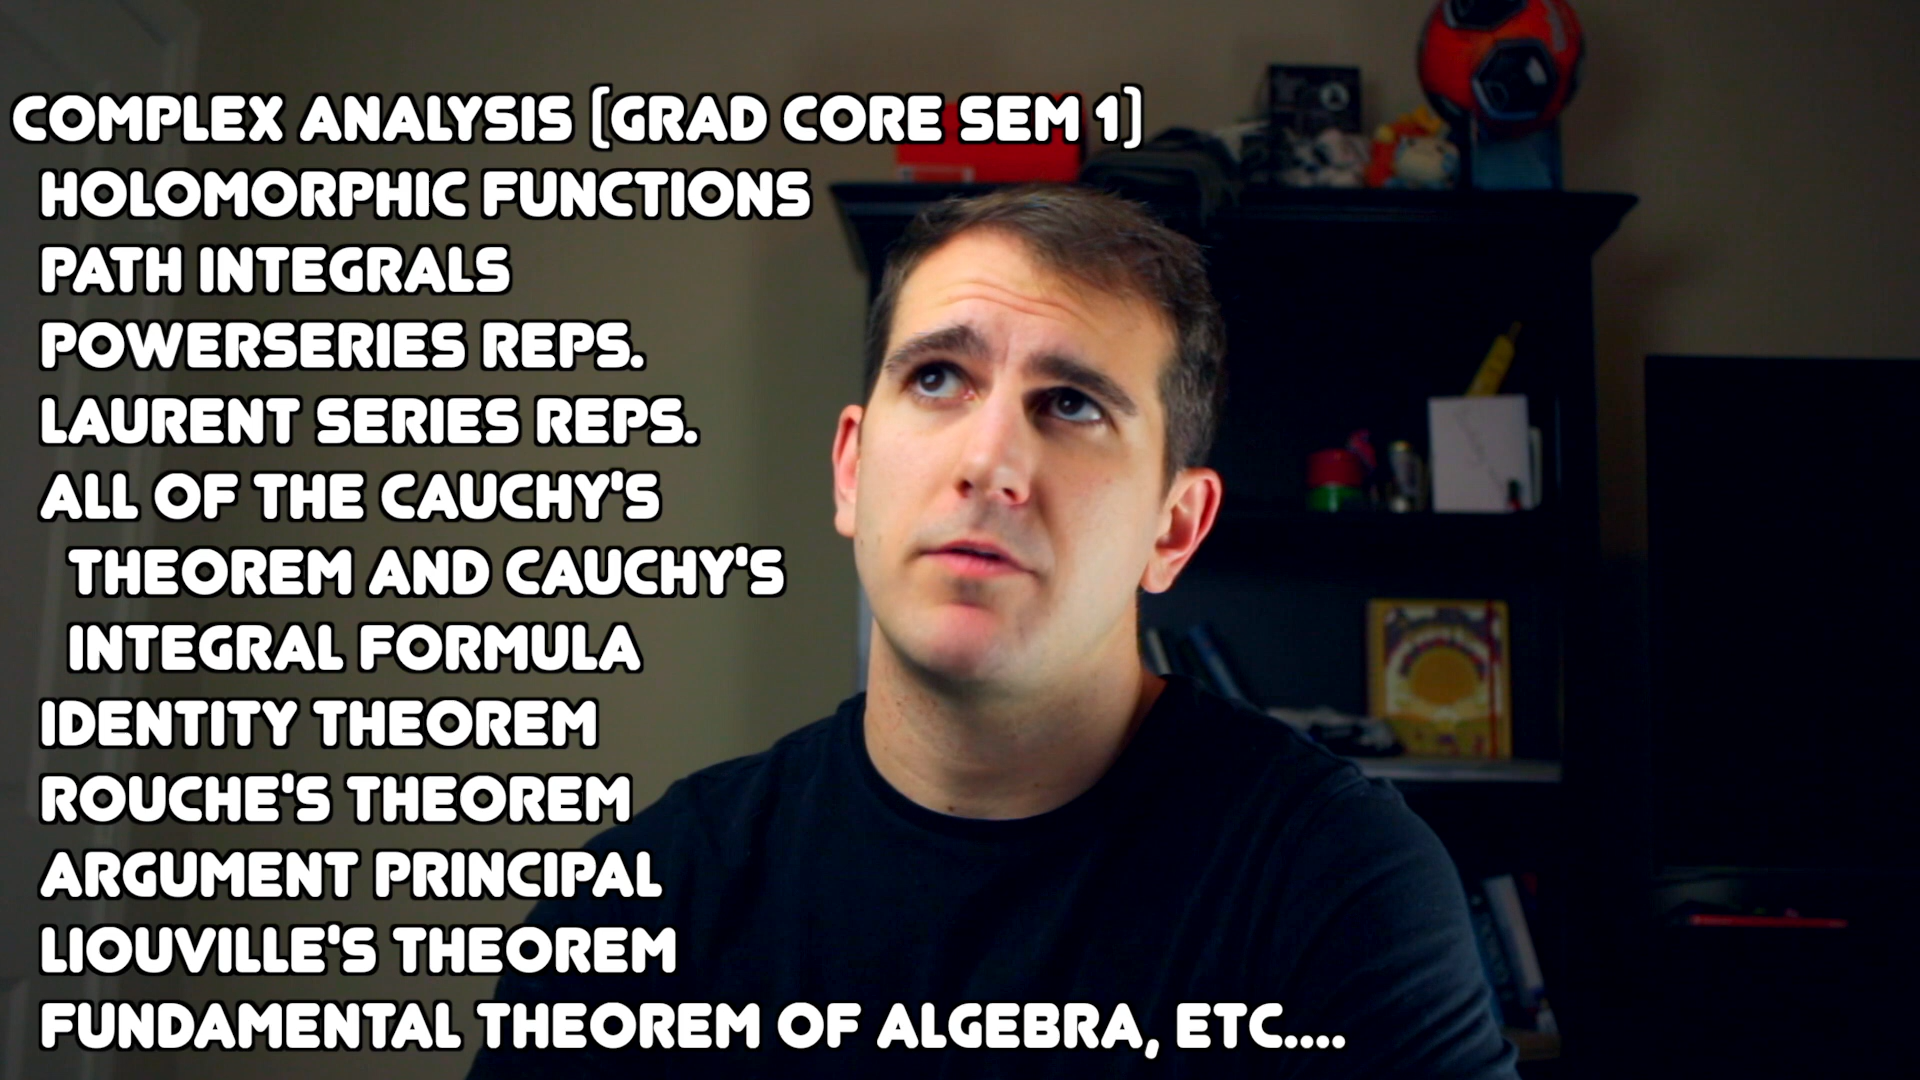 COMPLEX ANALYSIS [GRAD CORE SEM 1]
HOLOMORPHIC FUNCTIONS
PATH INTEGRALS
POWERSERIES REPS.
LAURENT SERIES REPS.
ALL OF THE CAUCHY'S
THEOREM AND CAUCHY'S
INTEGRAL FORMULA
IDENTITY THEOREM
ROUCHE'S THEOREM
ARGUMENT PRINCIPAL
LIOUVILLE'S THEOREM
FUNDAMENTAL THEOREM OF ALGEBRA, ETC....